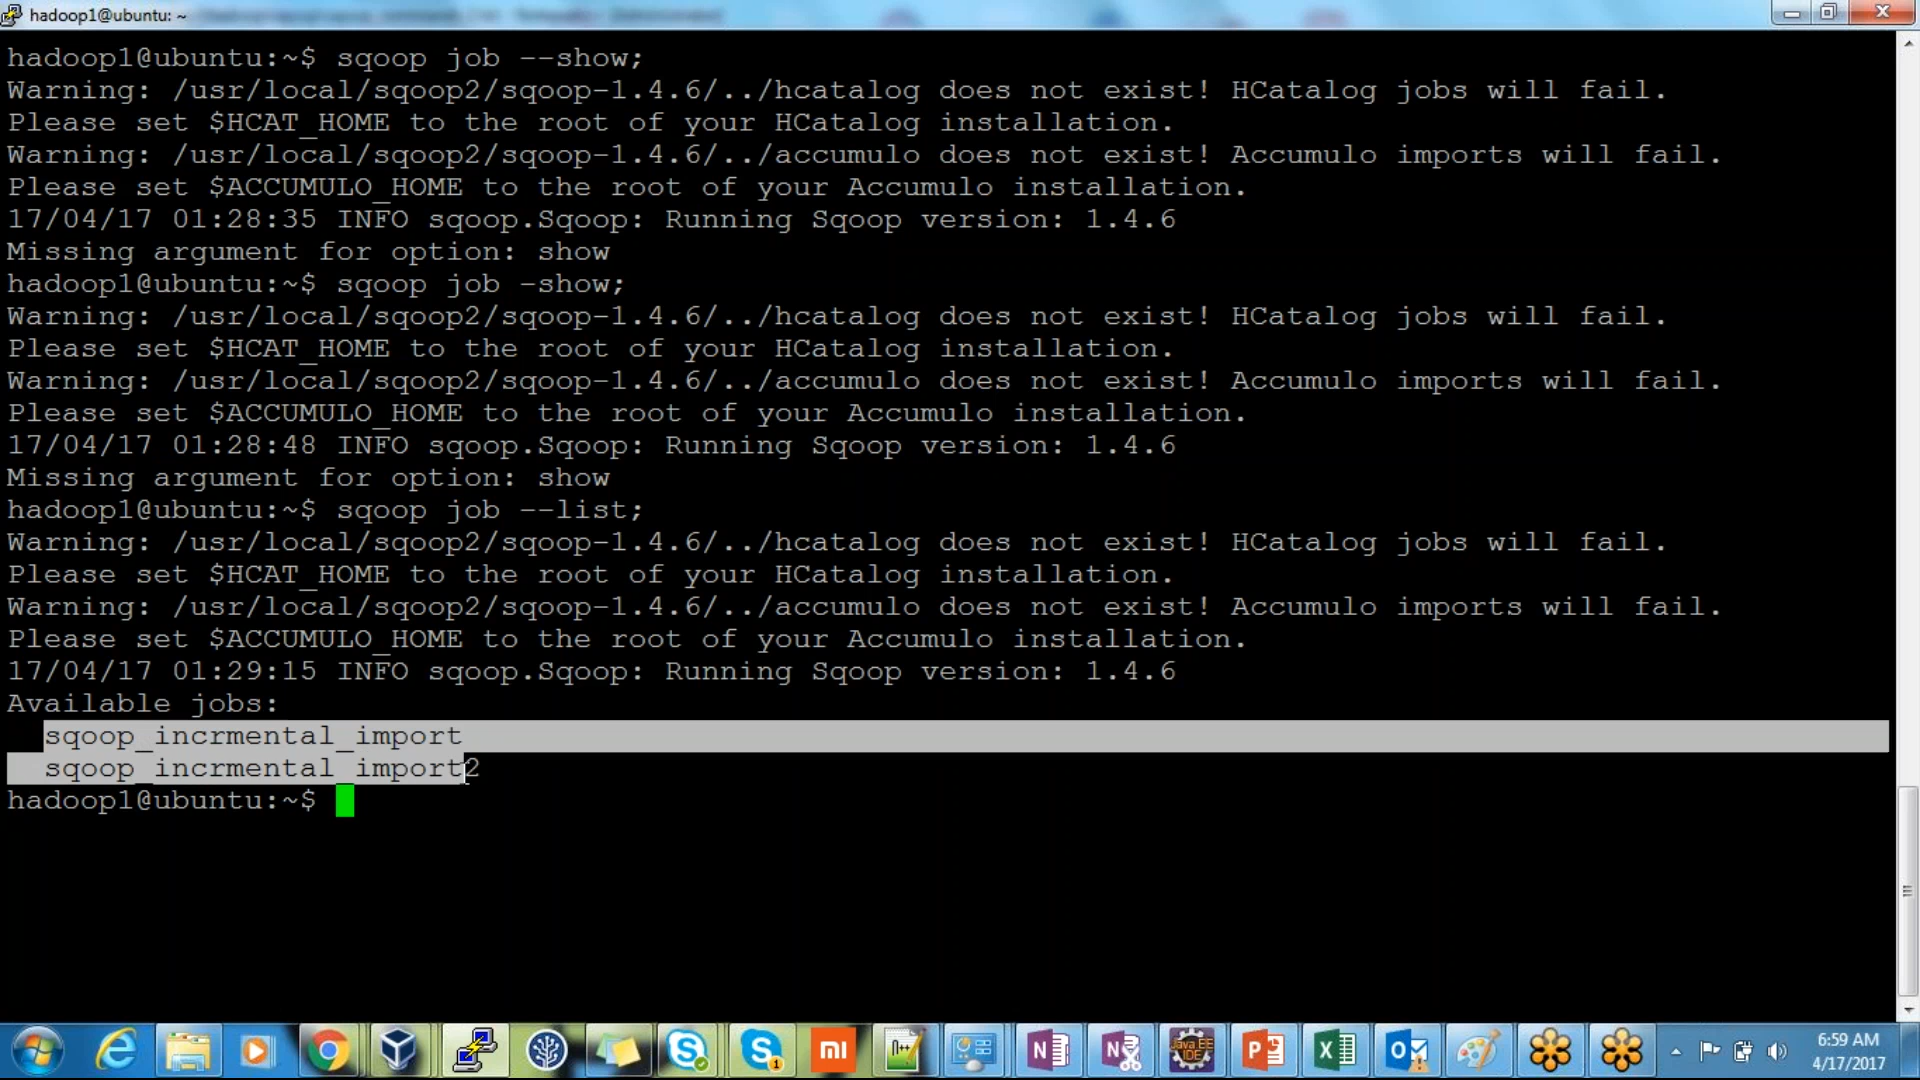 hadoop1@ubuntu: ~
hadoop1@ubuntu:~$ sqoop job --show;
Warning: /usr/local/sqoop2/sqoop-1.4.6/../hcatalog does not exist! HCatalog jobs will fail.
Please set $HCAT_HOME to the root of your HCatalog installation.
Warning: /usr/local/sqoop2/sqoop-1.4.6/../accumulo does not exist! Accumulo imports will fail.
Please set $ACCUMULO_HOME to the root of your Accumulo installation.
17/04/17 01:28:35 INFO sqoop.Sqoop: Running Sqoop version: 1.4.6
Missing argument for option: show
hadoop1@ubuntu:~$ sqoop job -show;
Warning: /usr/local/sqoop2/sqoop-1.4.6/../hcatalog does not exist! HCatalog jobs will fail.
Please set $HCAT_HOME to the root of your HCatalog installation.
Warning: /usr/local/sqoop2/sqoop-1.4.6/../accumulo does not exist! Accumulo imports will fail.
Please set $ACCUMULO_HOME to the root of your Accumulo installation.
17/04/17 01:28:48 INFO sqoop.Sqoop: Running Sqoop version: 1.4.6
Missing argument for option: show
hadoop1@ubuntu:~$ sqoop job --list;
Warning: /usr/local/sqoop2/sqoop-1.4.6/../hcatalog does not exist! HCatalog jobs will fail.
Please set $HCAT_HOME to the root of your HCatalog installation.
Warning: /usr/local/sqoop2/sqoop-1.4.6/../accumulo does not exist! Accumulo imports will fail.
Please set $ACCUMULO_HOME to the root of your Accumulo installation.
17/04/17 01:29:15 INFO sqoop.Sqoop: Running Sqoop version: 1.4.6
Available jobs:
sqoop_incrmental_import
sqoop_incrmental_import2
hadoop1@ubuntu:~$
6:59 AM
4/17/2017